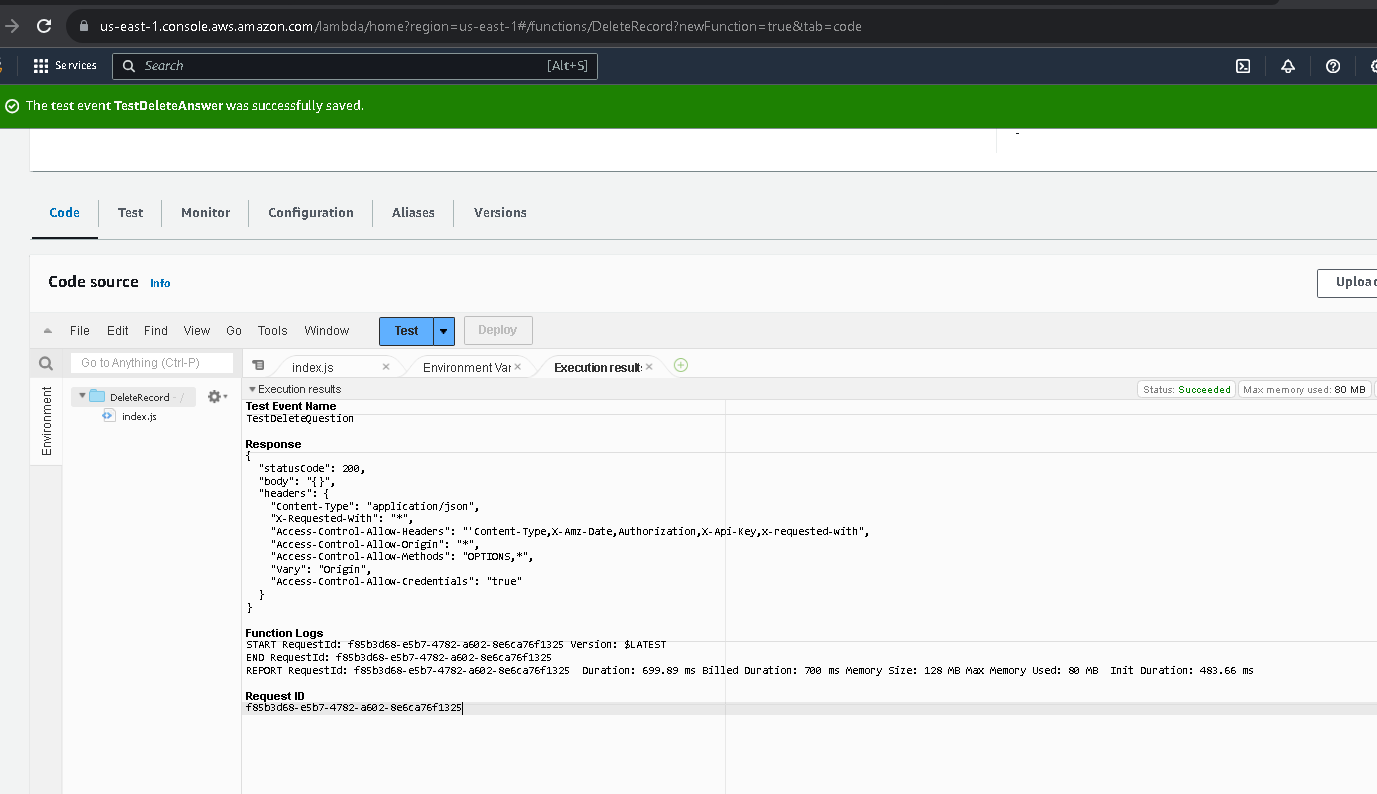 us-east-1.console.aws.amazon.com/lambda/home?region=us-east-1#/functions/DeleteRecord?newFunction=true&tab=code
Services
Search
[Alt+S]
The test event TestDeleteAnswer was successfully saved.
-
Code
Test
Monitor
Configuration
Aliases
Versions
Code source
Info
Uploa
File Edit Find View Go Tools Window
Test
Deploy
Go to Anything (Ctrl-P)
index.js
Environment Var
Execution result
Execution results
Status: Succeeded
Max memory used: 80 MB
Environment
DeleteRecord - /
index.js
Test Event Name
TestDeleteQuestion
Response
{
"statusCode": 200,
"body": "{}",
"headers": {
"Content-Type": "application/json",
"X-Requested-With": "*",
"Access-Control-Allow-Headers": "'Content-Type,X-Amz-Date,Authorization,X-Api-Key,x-requested-with",
"Access-Control-Allow-Origin": "*",
"Access-Control-Allow-Methods": "OPTIONS,*",
"Vary": "Origin",
"Access-Control-Allow-Credentials": "true"
}
}
Function Logs
START RequestId: f85b3d68-e5b7-4782-a602-8e6ca76f1325 Version: $LATEST
END RequestId: f85b3d68-e5b7-4782-a602-8e6ca76f1325
REPORT RequestId: f85b3d68-e5b7-4782-a602-8e6ca76f1325 Duration: 699.89 ms Billed Duration: 700 ms Memory Size: 128 MB Max Memory Used: 80 MB Init Duration: 483.66 ms
Request ID
f85b3d68-e5b7-4782-a602-8e6ca76f1325